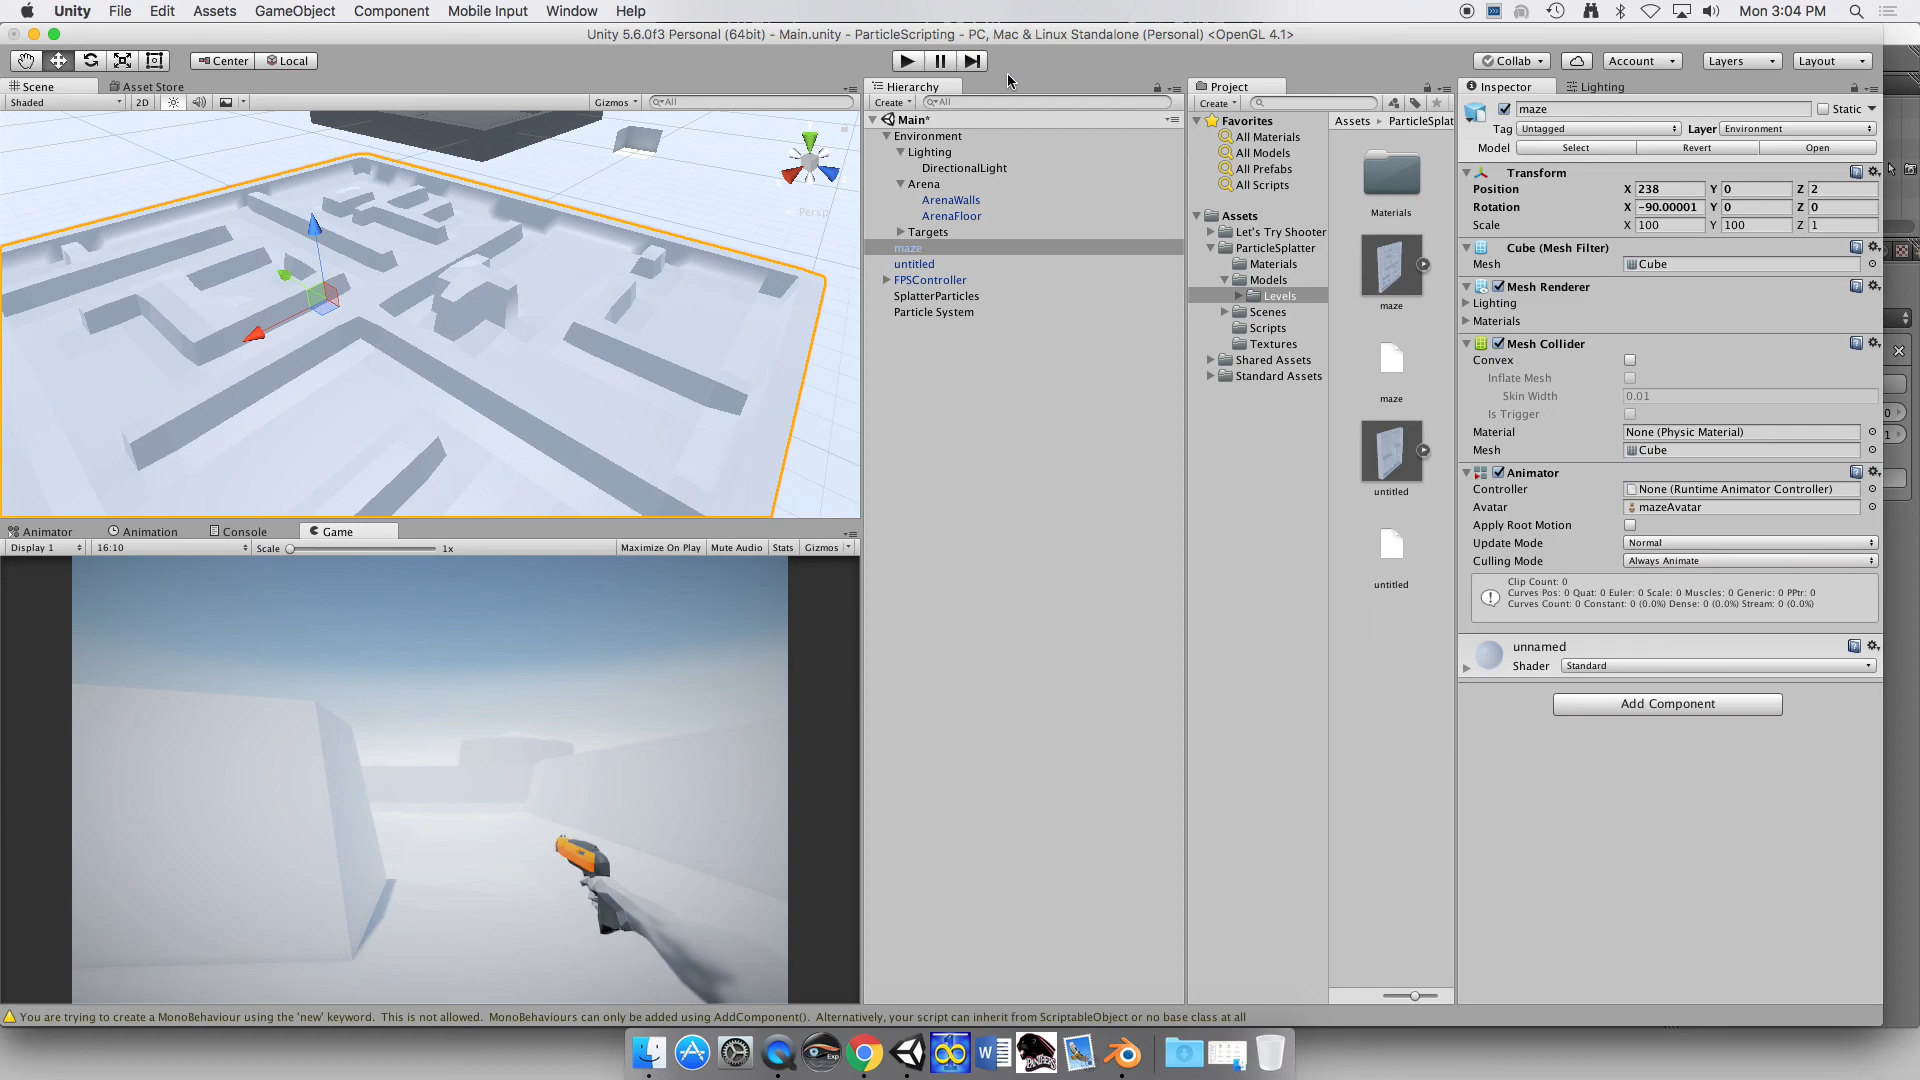 Unity File Edit Assets GameObject Component Mobile Input Window Help Mon 3:04 PM
Unity 5.6.0f3 Personal (64bit) - Main.unity - ParticleScripting - PC, Mac & Linux Standalone (Personal) <OpenGL 4.1>
Center Local Collab Account Layers Layout
Scene Asset Store
Shaded 2D Gizmos All
Persp
Animator Animation Console Game
Display 1 16:10 Scale 1x Maximize On Play Mute Audio Stats Gizmos
Hierarchy
Create All
Main*
Environment
Lighting
DirectionalLight
Arena
ArenaWalls
ArenaFloor
Targets
maze
untitled
FPSController
SplatterParticles
Particle System
Project
Create
Favorites
All Materials
All Models
All Prefabs
All Scripts
Assets
Let's Try Shooter
ParticleSplatter
Materials
Models
Levels
Scenes
Scripts
Textures
Shared Assets
Standard Assets
Assets ParticleSplat
Materials
maze
maze
untitled
untitled
Inspector Lighting
maze Static
Tag Untagged Layer Environment
Model Select Revert Open
Transform
Position X 238 Y 0 Z 2
Rotation X -90.00001 Y 0 Z 0
Scale X 100 Y 100 Z 1
Cube (Mesh Filter)
Mesh Cube
Mesh Renderer
Lighting
Materials
Mesh Collider
Convex
Inflate Mesh
Skin Width 0.01
Is Trigger
Material None (Physic Material)
Mesh Cube
Animator
Controller None (Runtime Animator Controller)
Avatar mazeAvatar
Apply Root Motion
Update Mode Normal
Culling Mode Always Animate
Clip Count: 0
Curves Pos: 0 Quat: 0 Euler: 0 Scale: 0 Muscles: 0 Generic: 0 PPtr: 0
Curves Count: 0 Constant: 0 (0.0%) Dense: 0 (0.0%) Stream: 0 (0.0%)
unnamed
Shader Standard
Add Component
You are trying to create a MonoBehaviour using the 'new' keyword. This is not allowed. MonoBehaviours can only be added using AddComponent(). Alternatively, your script can inherit from ScriptableObject or no base class at all
Exp
W
PANTHERS